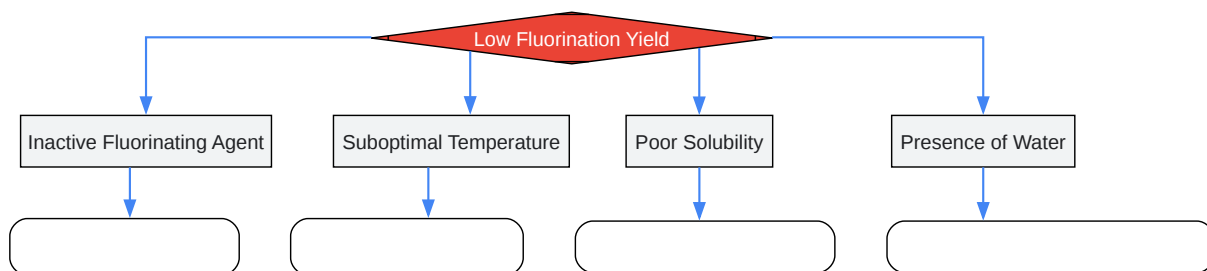 Low Fluorination Yield
Inactive Fluorinating Agent
Suboptimal Temperature
Poor Solubility
Presence of Water